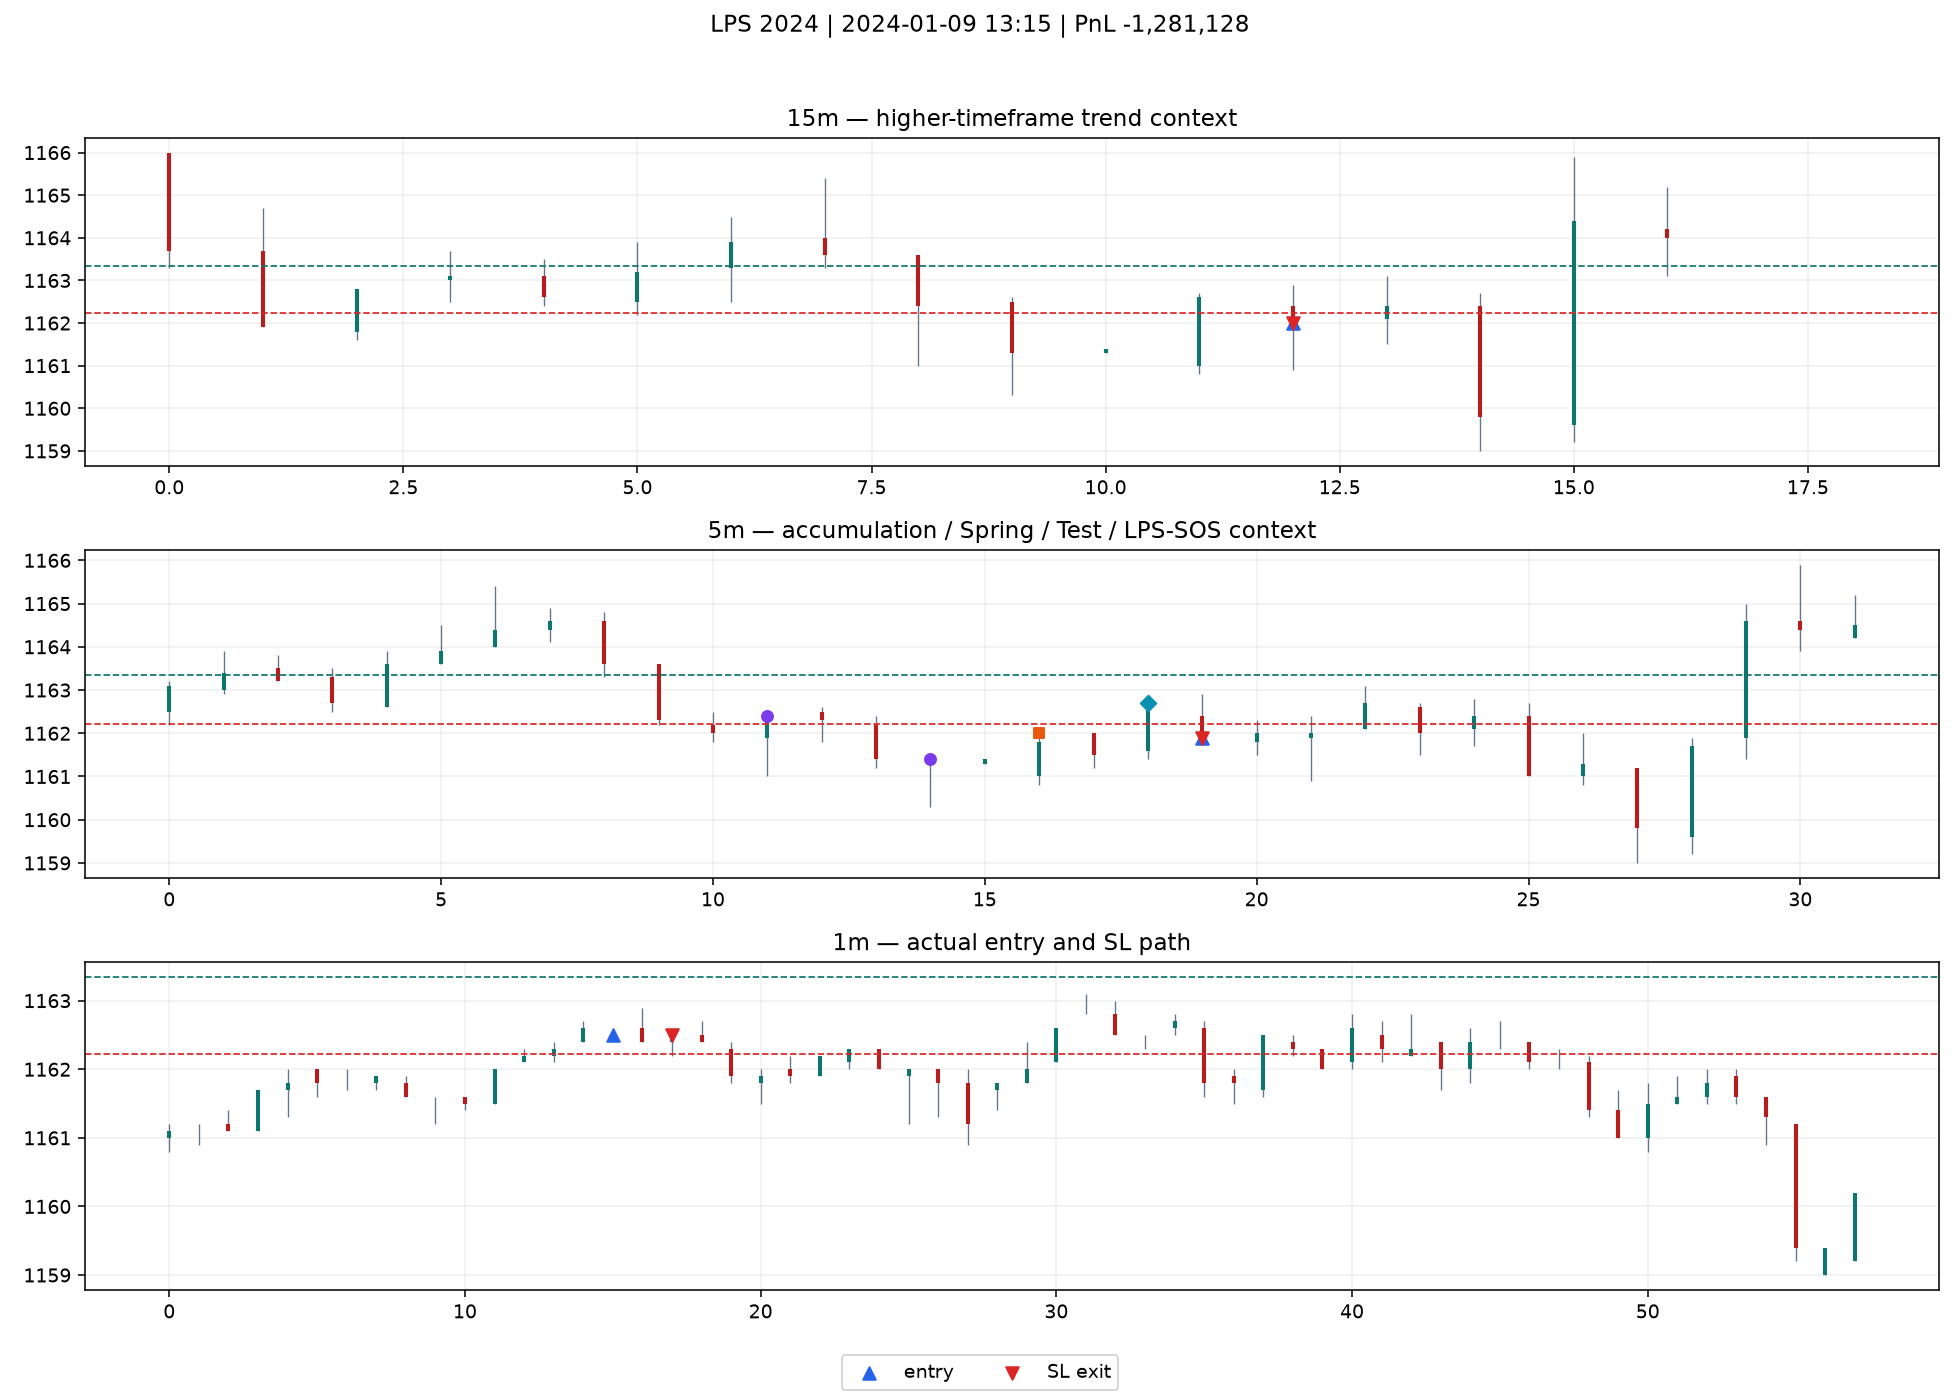 LPS 2024 | 2024-01-09 13:15 | PnL -1,281,128
15m — higher-timeframe trend context
1166
1165
1164
1163
1162
1161
1160
1159
0.0 2.5 5.0 7.5 10.0 12.5 15.0 17.5
5m — accumulation / Spring / Test / LPS-SOS context
1166
1165
1164
1163
1162
1161
1160
1159
0 5 10 15 20 25 30
1m — actual entry and SL path
1163
1162
1161
1160
1159
0 10 20 30 40 50
entry SL exit